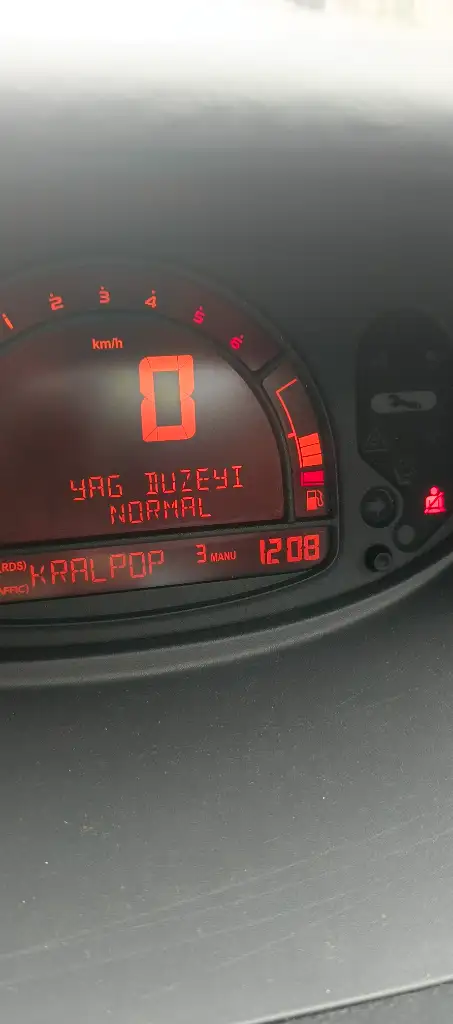 1 2 3 4 5 6
km/h
0
YAG DUZEYI
NORMAL
(RDS) KRALPOP 3 MANU 12:08